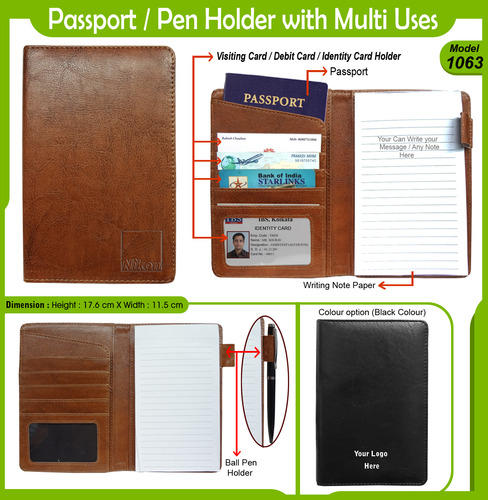 Passport / Pen Holder with Multi Uses
Model
1063
Visiting Card / Debit Card / Identity Card Holder
Passport
PASSPORT
Your Can Write your
Message / Any Note
Here
Bank of India
STARLINKS
IBS, Kolkata
IDENTITY CARD
Nikon
Writing Note Paper
Dimension : Height : 17.6 cm X Width : 11.5 cm
Colour option (Black Colour)
Ball Pen
Holder
Your Logo
Here